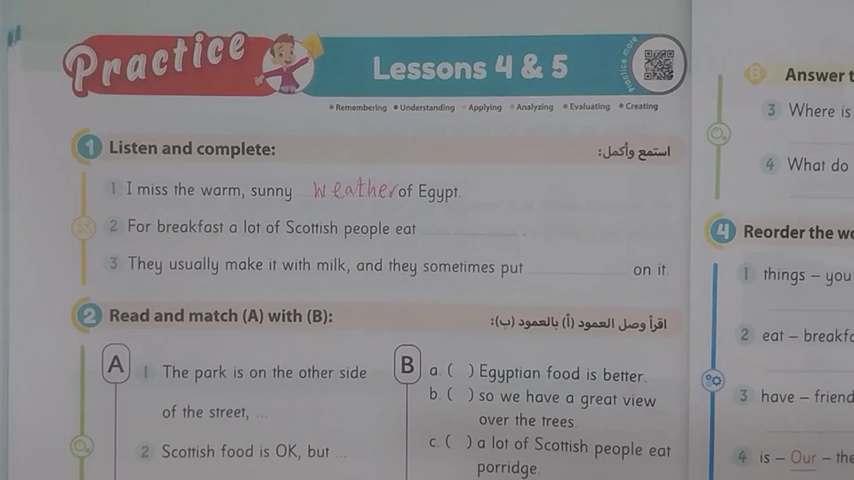 Practice
Lessons 4 & 5
Practice more
Remembering Understanding Applying Analyzing Evaluating Creating
1 Listen and complete:
استمع وأكمل:
1 I miss the warm, sunny weather of Egypt.
2 For breakfast a lot of Scottish people eat .
3 They usually make it with milk, and they sometimes put on it.
2 Read and match (A) with (B):
اقرأ وصل العمود (أ) بالعمود (ب):
A
1 The park is on the other side
of the street, ...
2 Scottish food is OK, but ...
B
a. ( ) Egyptian food is better.
b. ( ) so we have a great view
over the trees.
c. ( ) a lot of Scottish people eat
porridge.
B Answer t
3 Where is
4 What do
4 Reorder the wo
1 things – you
2 eat – breakfa
3 have – friend
4 is – Our – the